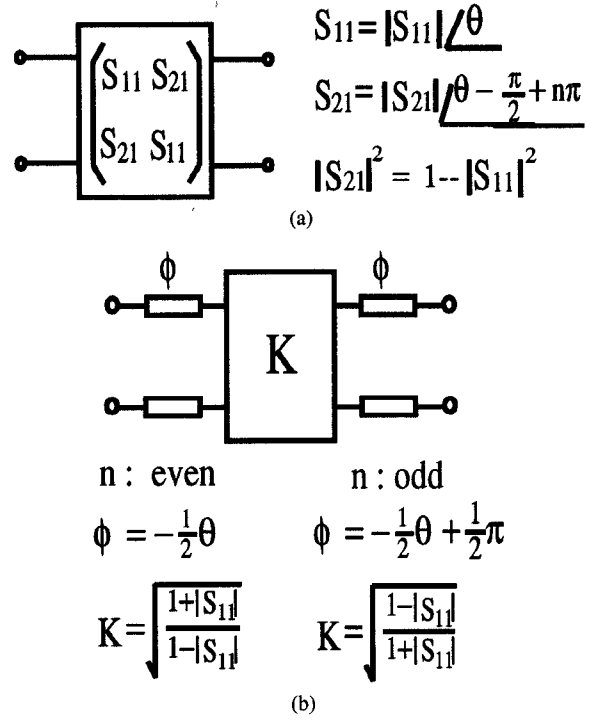 S11 S21
S21 S11
S11=|S11|∠θ
S21=|S21|∠θ − π/2 + nπ
|S21|² = 1--|S11|²
(a)
ϕ ϕ
K
n : even
ϕ = −1/2θ
K=√(1+|S11|/1−|S11|)
n : odd
ϕ = −1/2θ + 1/2π
K=√(1−|S11|/1+|S11|)
(b)